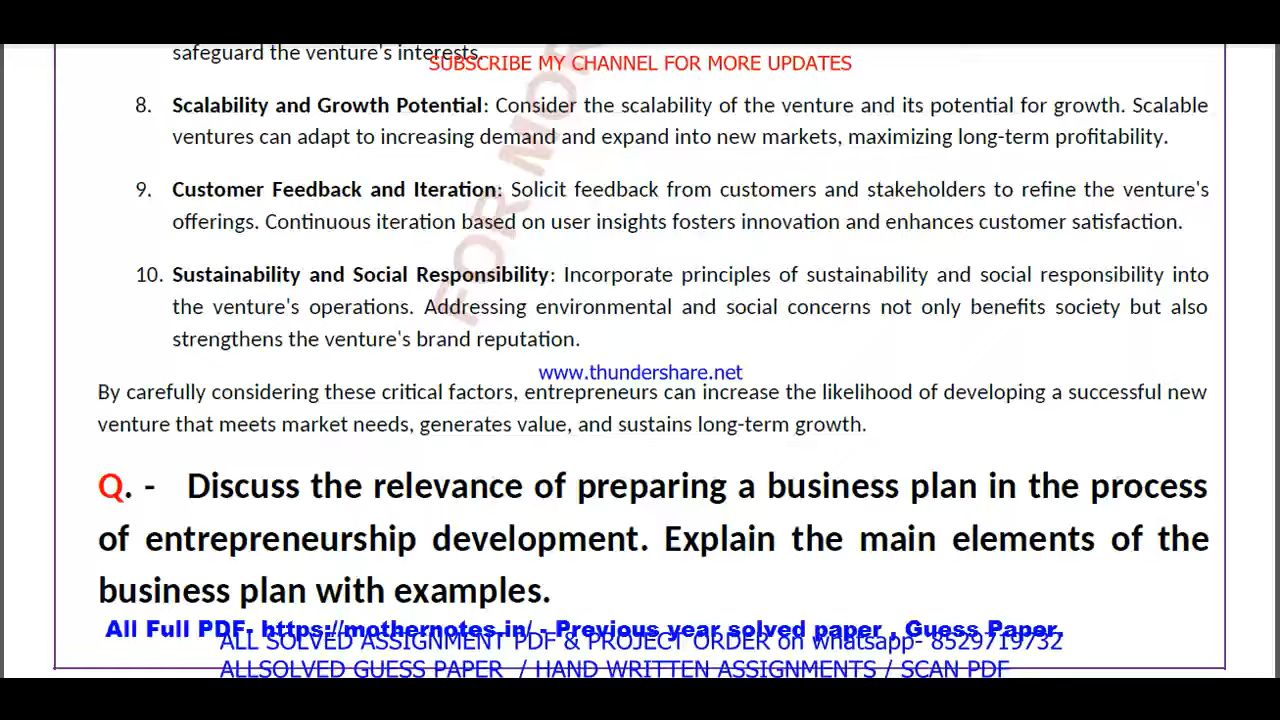 safeguard the venture's interests.
SUBSCRIBE MY CHANNEL FOR MORE UPDATES
8. Scalability and Growth Potential: Consider the scalability of the venture and its potential for growth. Scalable
ventures can adapt to increasing demand and expand into new markets, maximizing long-term profitability.
9. Customer Feedback and Iteration: Solicit feedback from customers and stakeholders to refine the venture's
offerings. Continuous iteration based on user insights fosters innovation and enhances customer satisfaction.
10. Sustainability and Social Responsibility: Incorporate principles of sustainability and social responsibility into
the venture's operations. Addressing environmental and social concerns not only benefits society but also
strengthens the venture's brand reputation.
www.thundershare.net
By carefully considering these critical factors, entrepreneurs can increase the likelihood of developing a successful new
venture that meets market needs, generates value, and sustains long-term growth.
Q. - Discuss the relevance of preparing a business plan in the process
of entrepreneurship development. Explain the main elements of the
business plan with examples.
All Full PDF- https://mothernotes.in/ - Previous year solved paper , Guess Paper.
ALL SOLVED ASSIGNMENT PDF & PROJECT ORDER on whatsapp- 8529719732
ALLSOLVED GUESS PAPER / HAND WRITTEN ASSIGNMENTS / SCAN PDF
FOR MOR